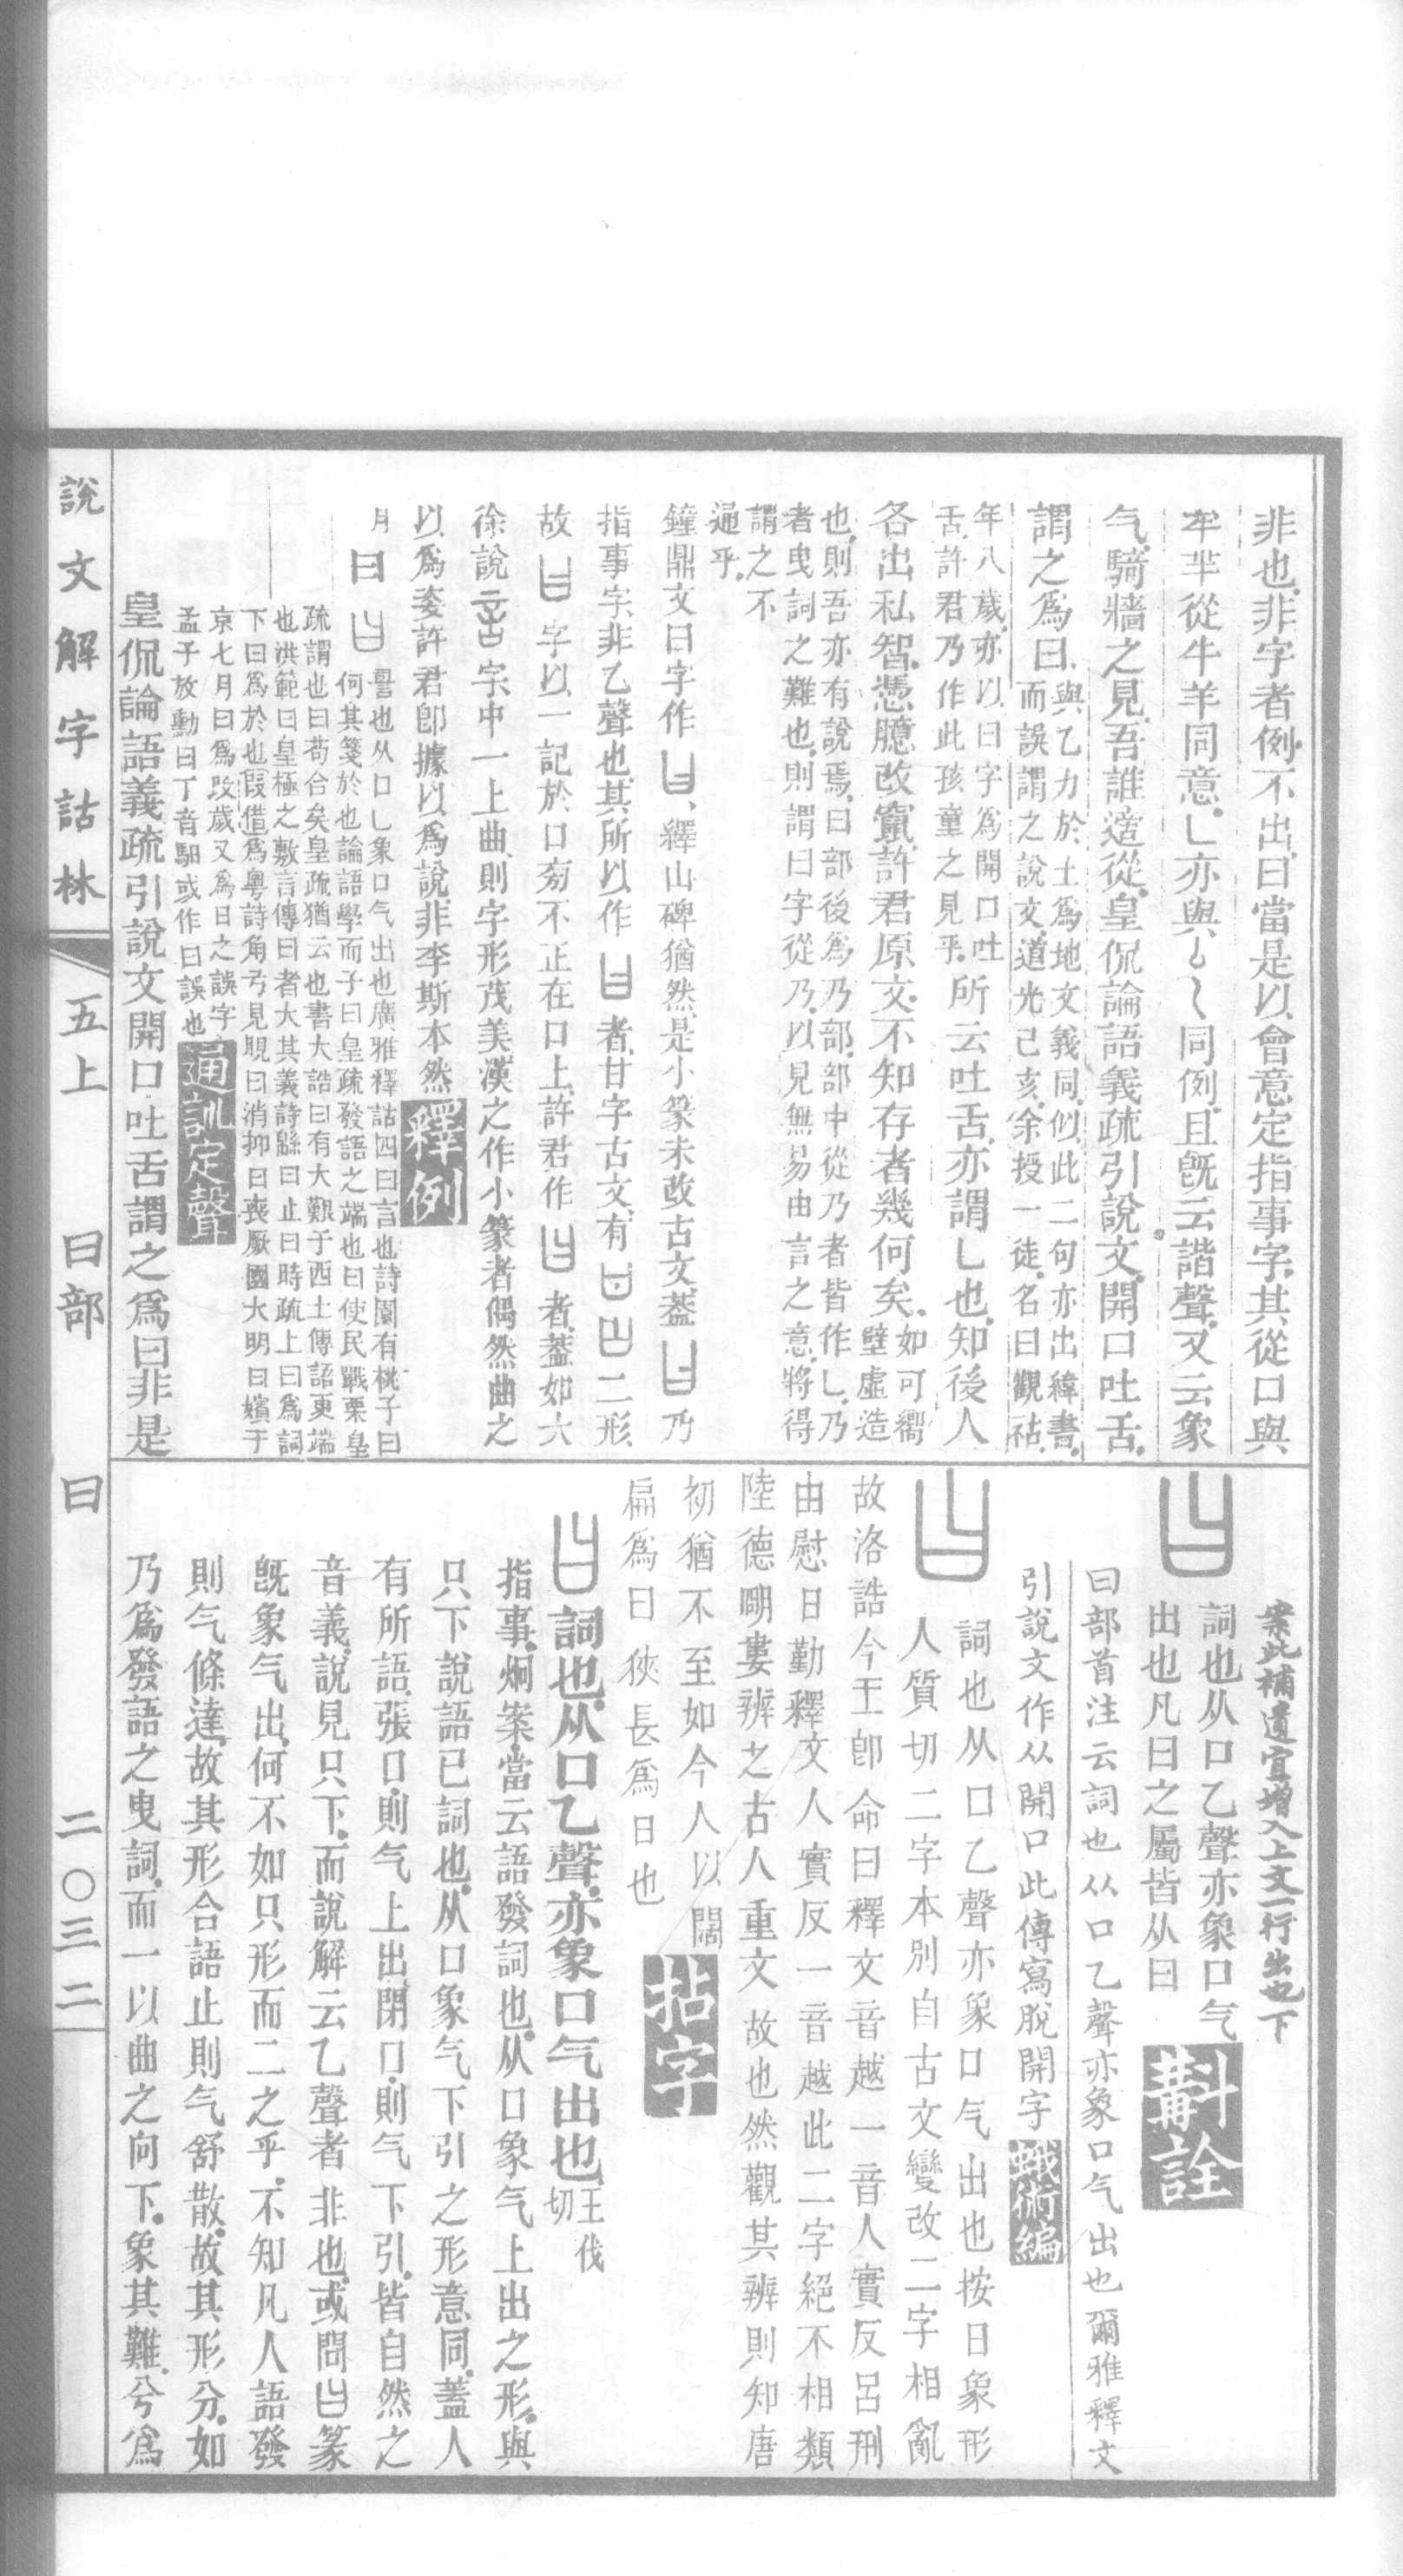 非也非字者例不出曰當是以會意定指事字其從口與
牟羋從牛羊同意乚亦與同例且旣云諧聲又云象
气騎牆之見吾誰適從皇侃論語義疏引說文開口吐舌
謂之爲曰與乙力於土爲地文義同似此二句亦出緯書
而誤謂之說文道光己亥余授一徒名曰觀祜
年八歲亦以曰字爲開口吐
舌許君乃作此孩童之見乎所云吐舌亦謂乚也知後人
各出私智憑臆改竄許君原文不知存者幾何矣如可嚮
壁虛造
也則吾亦有說焉曰部後爲乃部部中從乃者皆作乚乃
者曳詞之難也則謂曰字從乃以見無易由言之意將得
謂之不
通乎
鐘鼎文曰字作繹山碑猶然是小篆未改古文葢乃
指事字非乙聲也其所以作者甘字古文有二形
故字以一記於口旁不正在口上許君作者葢如大
徐說字中一上曲則字形茂美漢之作小篆者偶然曲之
以爲姿許君卽據以爲說非李斯本然釋例
月
曰
䛐也从口乚象口气出也廣雅釋詁四曰言也詩園有桃子曰
何其箋於也論語學而子曰皇疏發語之端也曰使民戰栗皇
疏謂也曰苟合矣皇疏猶云也書大誥曰有大艱于西土傳詔東端
也洪範曰皇極之敷言傳曰者大其義詩緜曰止曰時疏上曰爲詞
下曰爲於也叚借爲粵詩角弓見晛曰消抑曰喪厥國大明曰嬪于
京七月曰爲改歲又爲日之誤字
孟子放勳曰丁音馹或作曰誤也通訓定聲
皇侃論語義疏引說文開口吐舌謂之爲曰非是
案此補遺宜增入上文一行出也下
詞也从口乙聲亦象口气
出也凡曰之屬皆从曰斠詮
曰部首注云詞也从口乙聲亦象口气出也爾雅釋文
引說文作从開口此傳寫脫開字蛾術編
詞也从口乙聲亦象口气出也按日象形
人質切二字本別自古文變改二字相亂
故洛誥今王卽命曰釋文音越一音人實反呂刑
由慰日勤釋文人實反一音越此二字絕不相類
陸德明婁辨之古人重文故也然觀其辨則知唐
初猶不至如今人以闊
扁爲曰狹長爲日也拈字
詞也从口乙聲亦象口气出也王伐
切
指事炯案當云語發詞也从口象气上出之形與
只下說語已詞也从口象气下引之形意同蓋人
有所語張口則气上出閉口則气下引皆自然之
音義說見只下而說解云乙聲者非也或問篆
旣象气出何不如只形而二之乎不知凡人語發
則气條達故其形合語止則气舒散故其形分如
乃爲發語之曳詞而一以曲之向下象其難兮爲
說文解字詁林
五上
曰部
曰
二〇三二